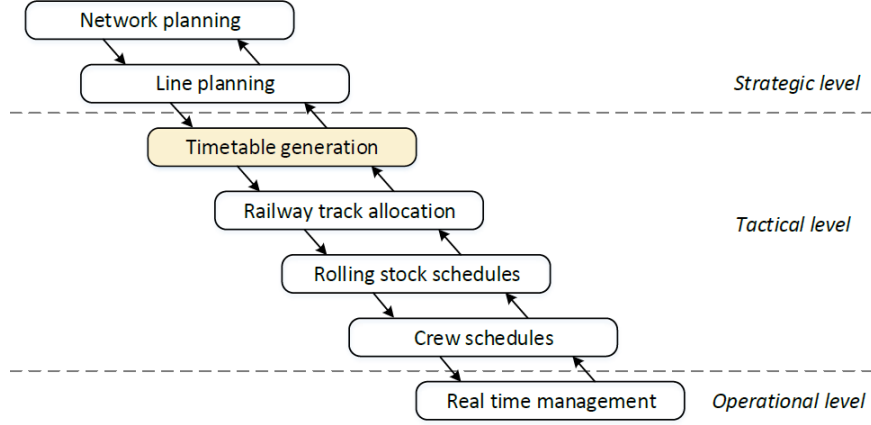 Network planning
Line planning
Strategic level
Timetable generation
Railway track allocation
Tactical level
Rolling stock schedules
Crew schedules
Real time management
Operational level